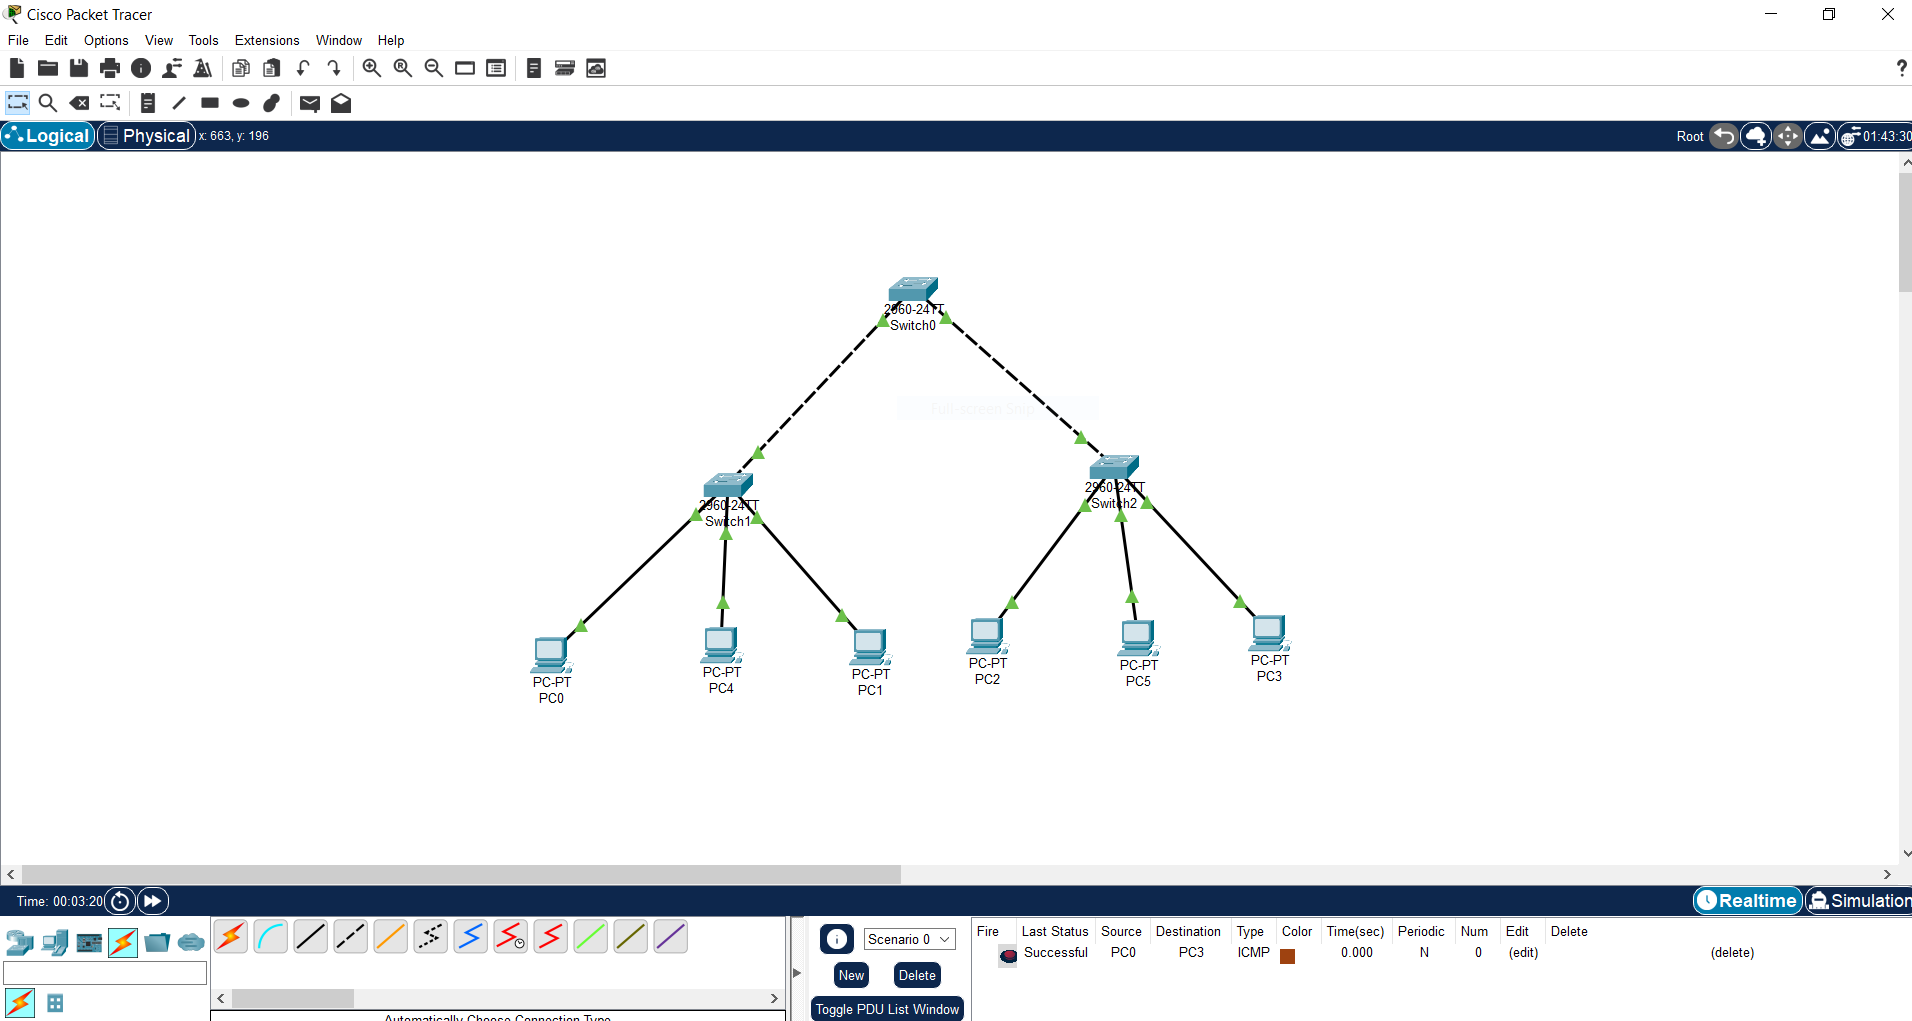 Cisco Packet Tracer
File Edit Options View Tools Extensions Window Help
?
Logical Physical x: 663, y: 196 Root 01:43:30
2960-24TT
Switch0
Full-screen Snip
2960-24TT
Switch2
2960-24TT
Switch1
PC-PT
PC0
PC-PT
PC4
PC-PT
PC1
PC-PT
PC2
PC-PT
PC5
PC-PT
PC3
Time: 00:03:20 Realtime Simulation
Scenario 0
New Delete
Toggle PDU List Window
Fire Last Status Source Destination Type Color Time(sec) Periodic Num Edit Delete
Successful PC0 PC3 ICMP 0.000 N 0 (edit) (delete)
Automatically Choose Connection Type